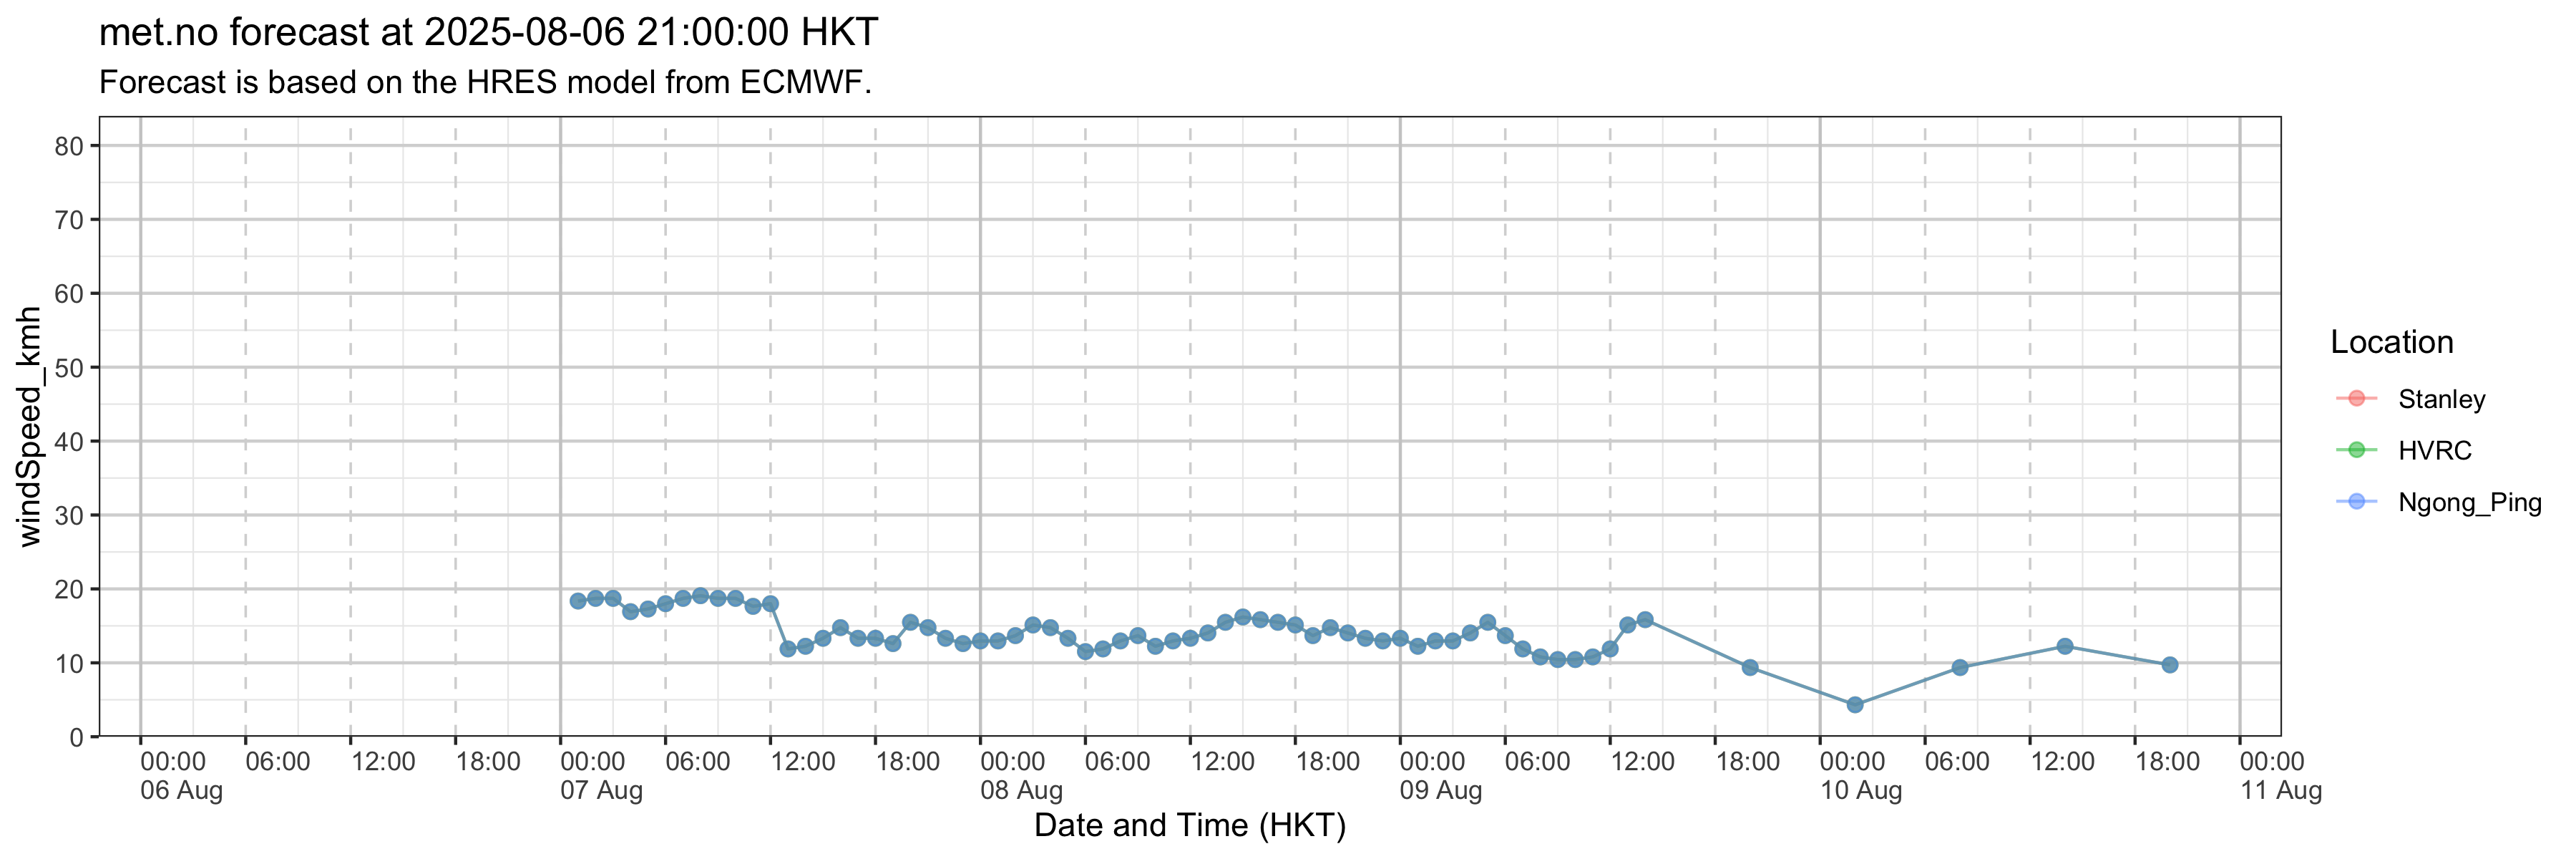 met.no forecast at 2025-08-06 21:00:00 HKT
Forecast is based on the HRES model from ECMWF.
windSpeed_kmh
80
70
60
50
40
30
20
10
0
00:00 06:00 12:00 18:00 00:00 06:00 12:00 18:00 00:00 06:00 12:00 18:00 00:00 06:00 12:00 18:00 00:00 06:00 12:00 18:00 00:00
06 Aug 07 Aug 08 Aug 09 Aug 10 Aug 11 Aug
Date and Time (HKT)
Location
Stanley
HVRC
Ngong_Ping